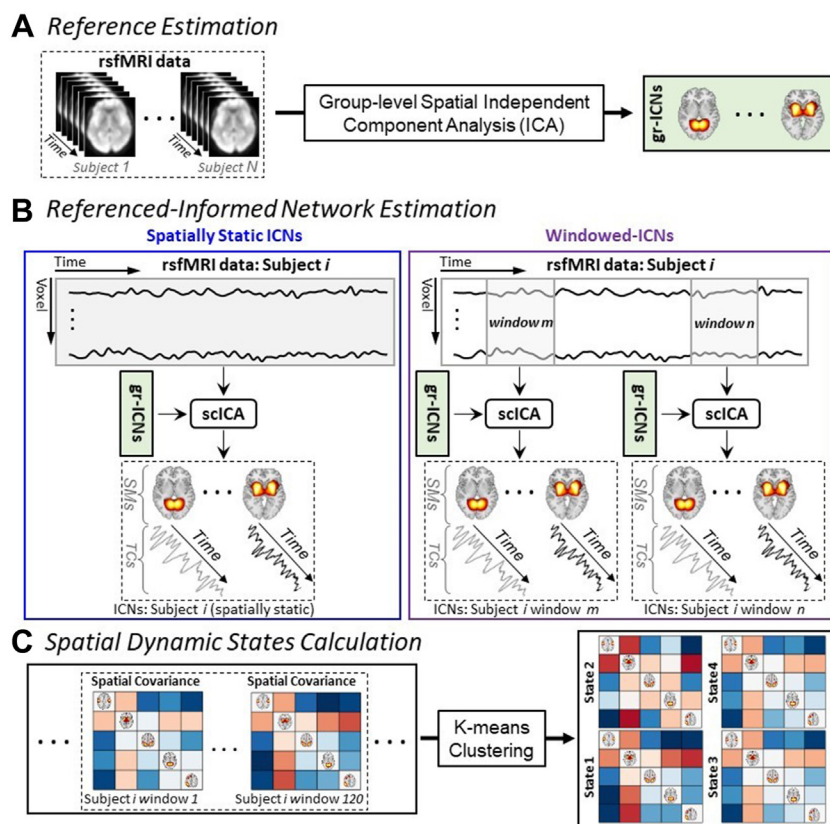 A Reference Estimation
rsfMRI data
Time
Subject 1
Time
Subject N
Group-level Spatial Independent
Component Analysis (ICA)
gr-ICNs
B Referenced-Informed Network Estimation
Spatially Static ICNs
Time
rsfMRI data: Subject i
Voxel
gr-ICNs
scICA
SMs
TCs
Time
Time
ICNs: Subject i (spatially static)
Windowed-ICNs
Time
rsfMRI data: Subject i
Voxel
window m
window n
gr-ICNs
scICA
gr-ICNs
scICA
SMs
TCs
Time
Time
ICNs: Subject i window m
SMs
TCs
Time
Time
ICNs: Subject i window n
C Spatial Dynamic States Calculation
Spatial Covariance
Subject i window 1
Spatial Covariance
Subject i window 120
K-means
Clustering
State 2
State 4
State 1
State 3